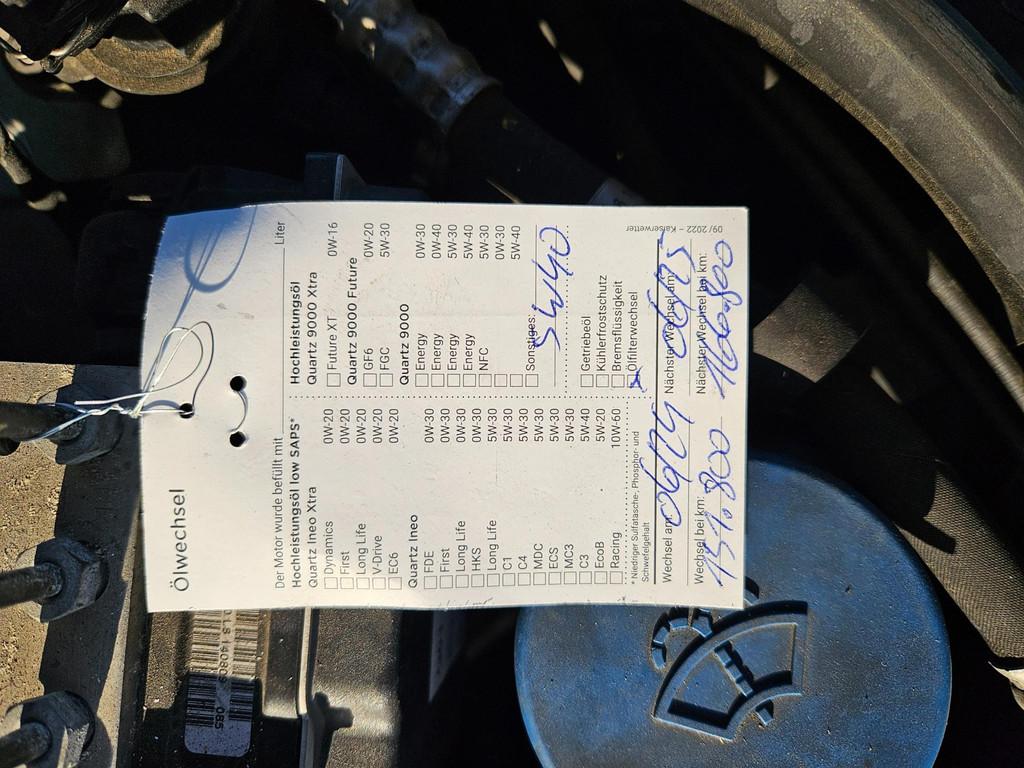 Ölwechsel
Der Motor wurde befüllt mit
Liter
Hochleistungsöl low SAPS*
Quartz Ineo Xtra
Dynamics 0W-20
First 0W-20
Long Life 0W-20
V-Drive 0W-20
EC6 0W-20
Quartz Ineo
FDE 0W-30
First 0W-30
Long Life 0W-30
HKS 0W-30
Long Life 5W-30
C1 5W-30
C4 5W-30
MDC 5W-30
ECS 5W-30
MC3 5W-30
C3 5W-40
EcoB 5W-20
Racing 10W-60
* Niedriger Sulfatasche-, Phosphor- und
Schwefelgehalt
Hochleistungsöl
Quartz 9000 Xtra
Future XT 0W-16
Quartz 9000 Future
GF6 0W-20
FGC 5W-30
Quartz 9000
Energy 0W-30
Energy 0W-40
Energy 5W-30
Energy 5W-40
NFC 5W-30
0W-30
5W-40
Sonstiges:
5W40
Getriebeöl
Kühlerfrostschutz
Bremsflüssigkeit
Ölfilterwechsel
Wechsel am:
Nächster Wechsel am:
Wechsel bei km: 151.800
Nächster Wechsel bei km: 166.800
09/2022 – Kaiserwetter
085